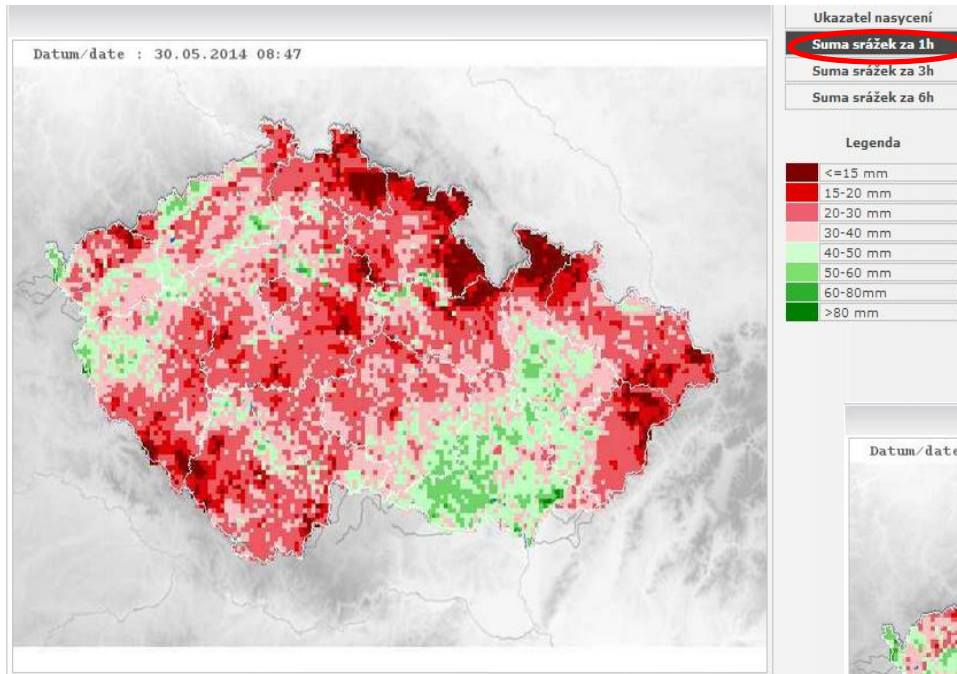 Datum/date : 30.05.2014 08:47
Ukazatel nasycení
Suma srážek za 1h
Suma srážek za 3h
Suma srážek za 6h
Legenda
<=15 mm
15-20 mm
20-30 mm
30-40 mm
40-50 mm
50-60 mm
60-80mm
>80 mm
Datum/date